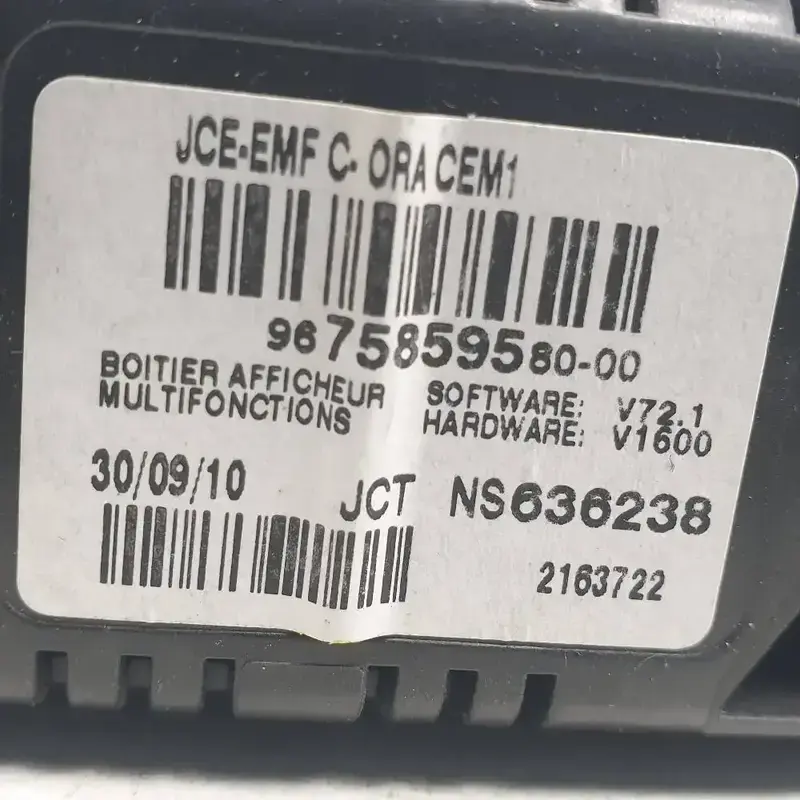 JCE-EMF C- ORA CEM1
9675859580-00
BOITIER AFFICHEUR
MULTIFONCTIONS
SOFTWARE: V72.1
HARDWARE: V1600
30/09/10 JCT NS636238
2163722